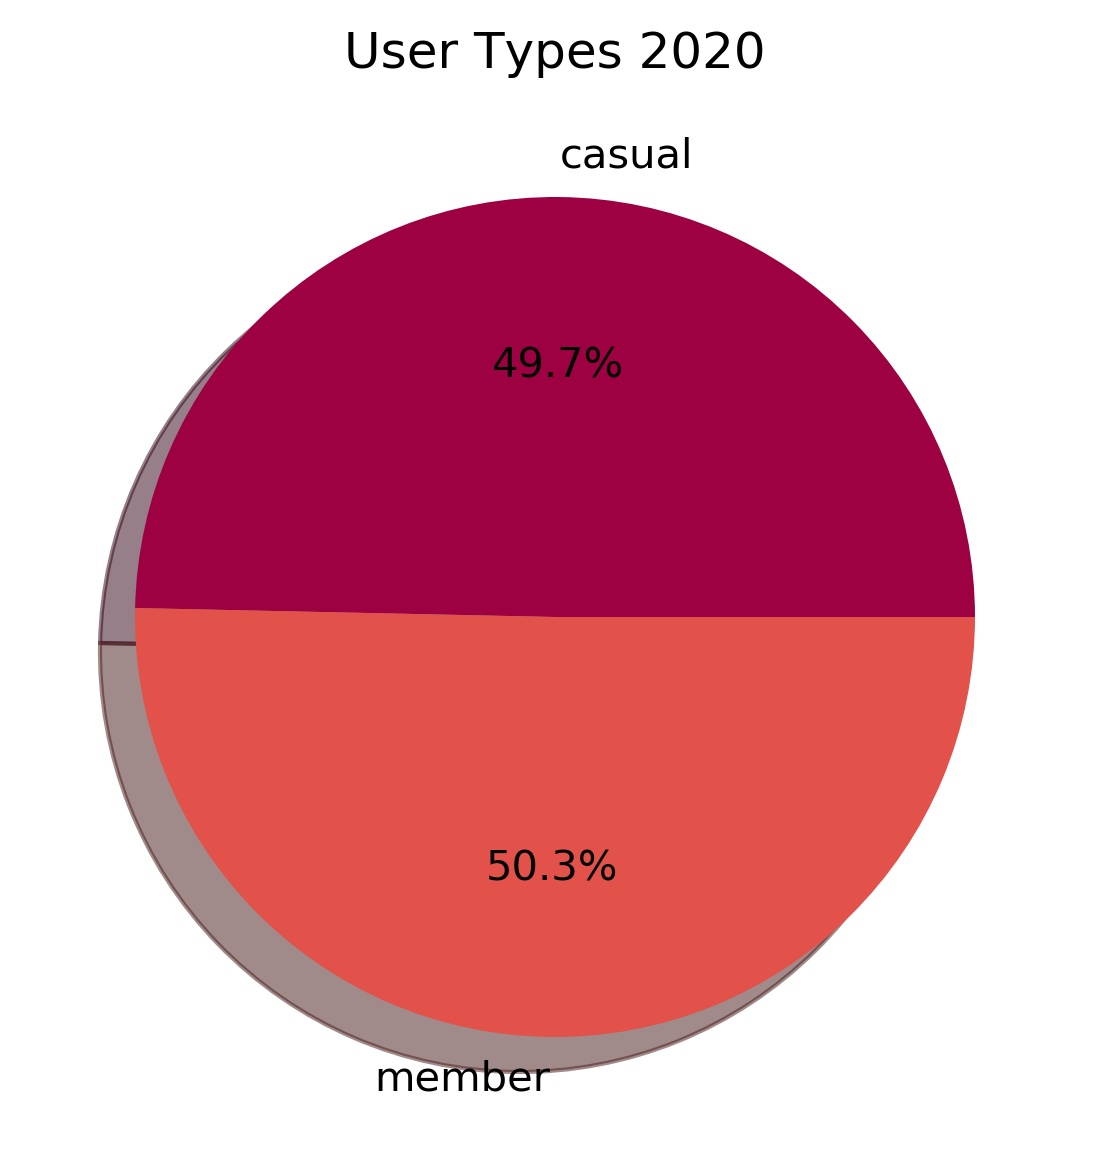 User Types 2020
casual
49.7%
50.3%
member